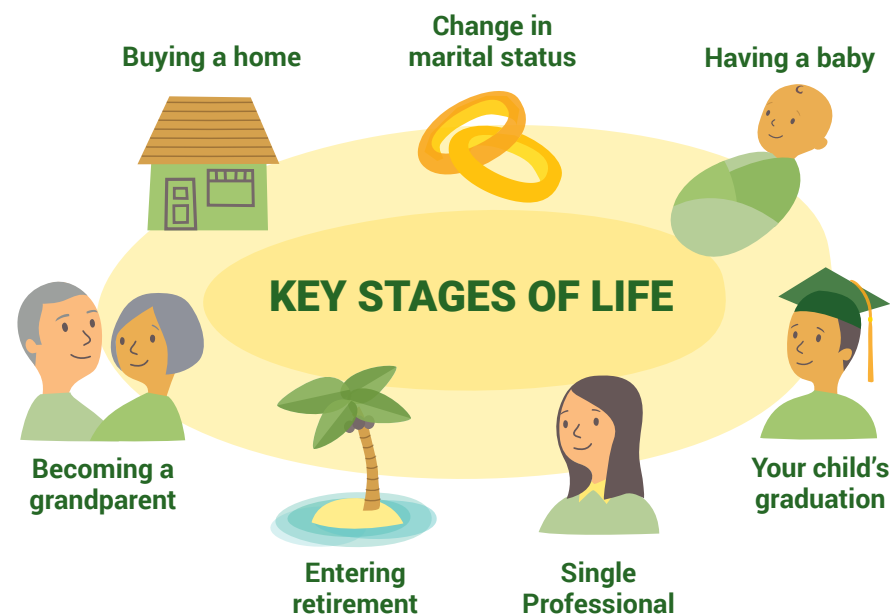 Buying a home
Change in
marital status
Having a baby
KEY STAGES OF LIFE
Becoming a
grandparent
Entering
retirement
Single
Professional
Your child’s
graduation